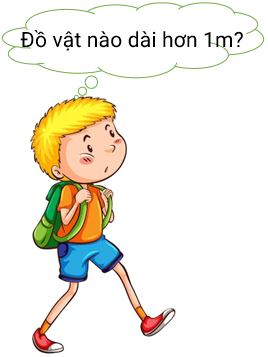 Đồ vật nào dài hơn 1m?